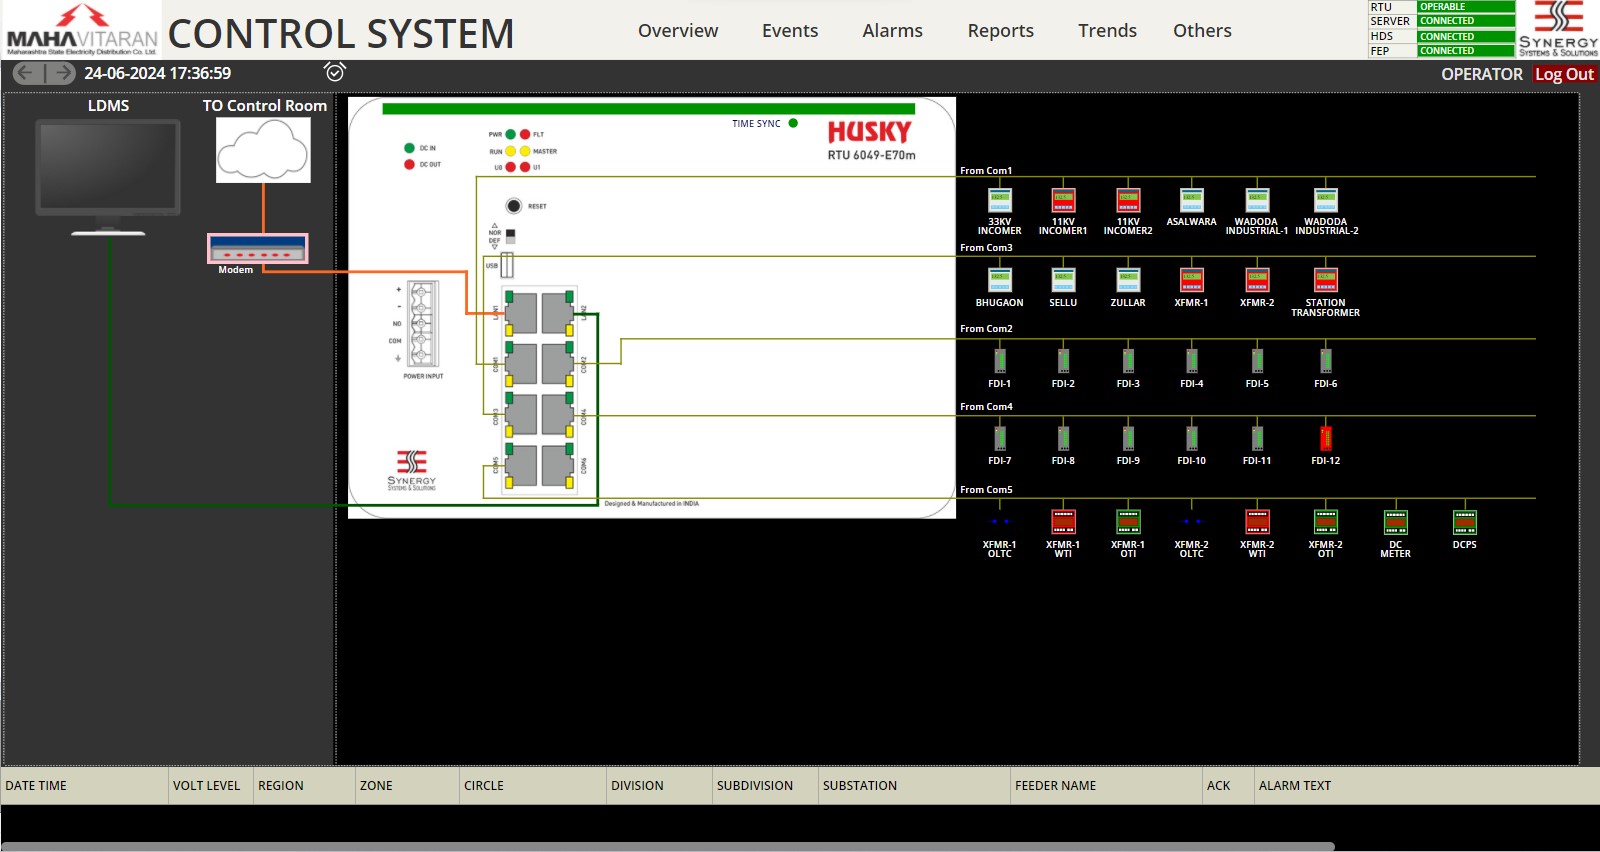 MAHAVITARAN
Maharashtra State Electricity Distribution Co. Ltd.
CONTROL SYSTEM
Overview Events Alarms Reports Trends Others
RTU OPERABLE
SERVER CONNECTED
HDS CONNECTED
FEP CONNECTED
SYNERGY
SYSTEMS & SOLUTIONS
24-06-2024 17:36:59
OPERATOR Log Out
LDMS
TO Control Room
Modem
TIME SYNC
HUSKY
RTU 6049-E70m
DC IN
DC OUT
PWR FLT
RUN MASTER
U0 U1
RESET
NOR
DEF
USB
+
-
NO
COM
POWER INPUT
LAN1 LAN2
COM1 COM2
COM3 COM4
COM5 COM6
SYNERGY
SYSTEMS & SOLUTIONS
Designed & Manufactured in INDIA
From Com1
33KV INCOMER
11KV INCOMER1
11KV INCOMER2
ASALWARA
WADODA INDUSTRIAL-1
WADODA INDUSTRIAL-2
From Com3
BHUGAON
SELLU
ZULLAR
XFMR-1
XFMR-2
STATION TRANSFORMER
From Com2
FDI-1 FDI-2 FDI-3 FDI-4 FDI-5 FDI-6
From Com4
FDI-7 FDI-8 FDI-9 FDI-10 FDI-11 FDI-12
From Com5
XFMR-1 OLTC
XFMR-1 WTI
XFMR-1 OTI
XFMR-2 OLTC
XFMR-2 WTI
XFMR-2 OTI
DC METER
DCPS
DATE TIME VOLT LEVEL REGION ZONE CIRCLE DIVISION SUBDIVISION SUBSTATION FEEDER NAME ACK ALARM TEXT